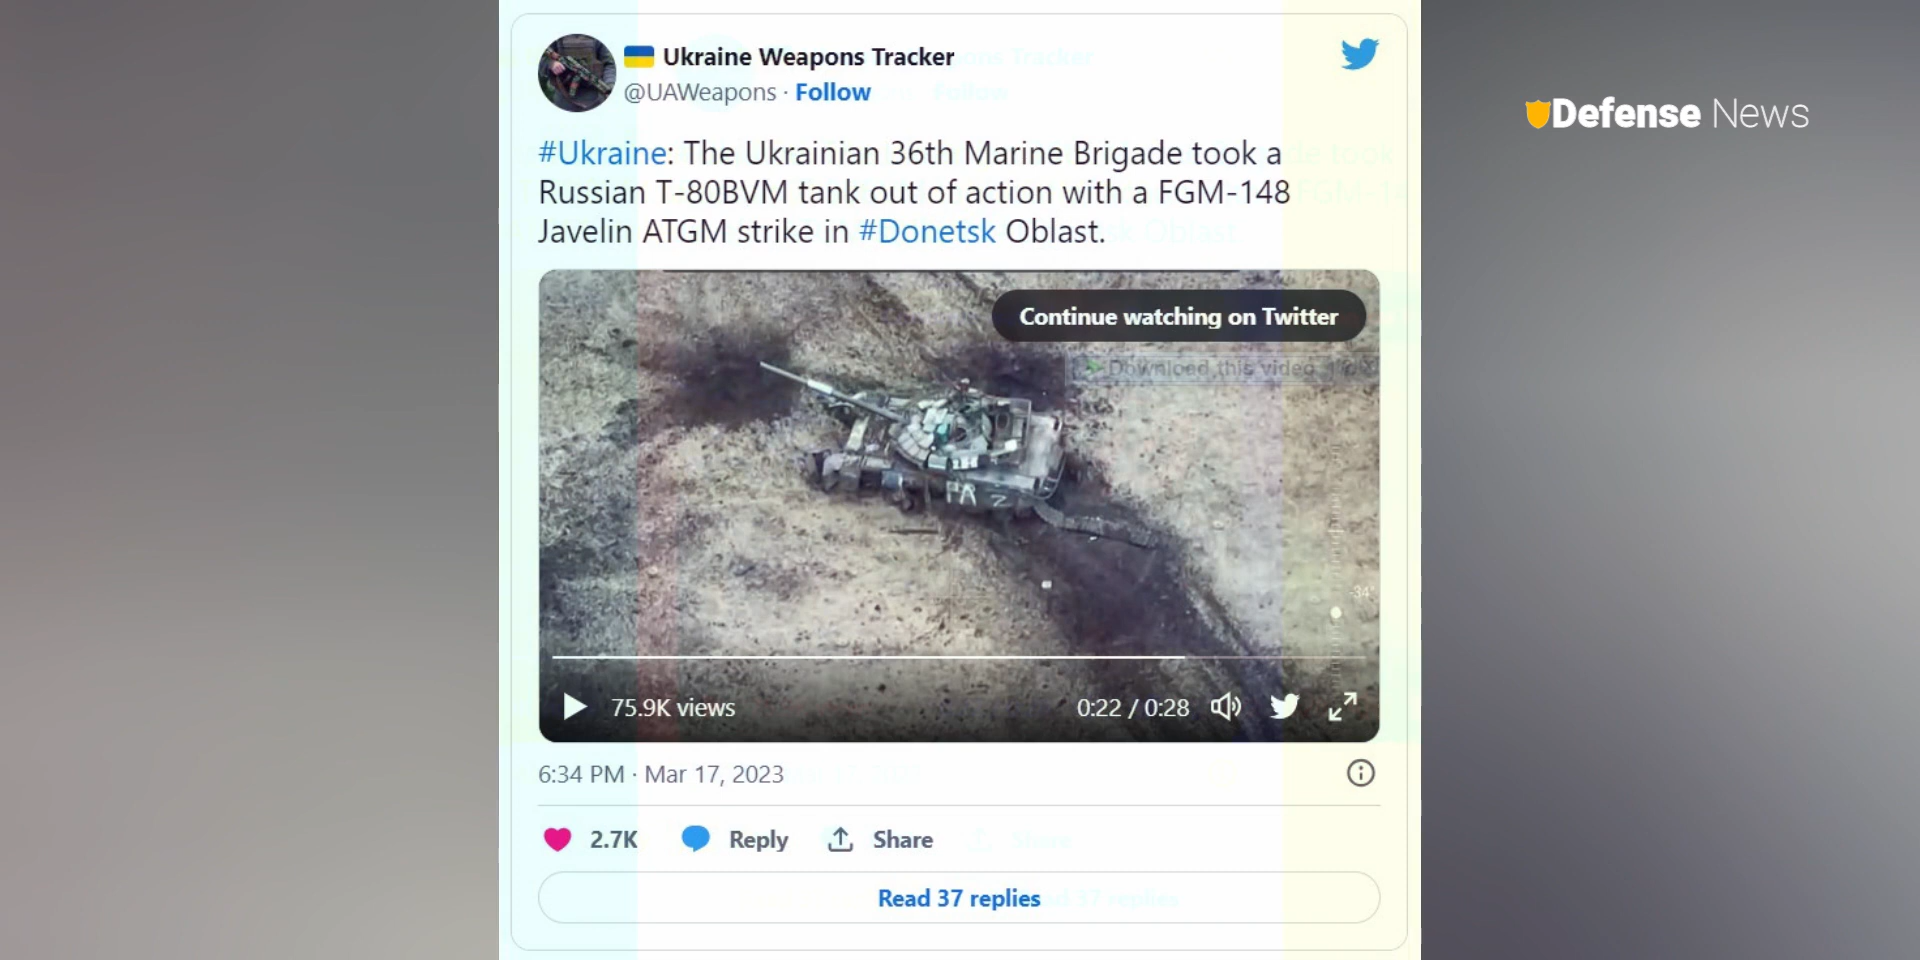 Ukraine Weapons Tracker
@UAWeapons · Follow
Defense News
#Ukraine: The Ukrainian 36th Marine Brigade took a
Russian T-80BVM tank out of action with a FGM-148
Javelin ATGM strike in #Donetsk Oblast.
Continue watching on Twitter
Download this video
Z
-34°
75.9K views
0:22 / 0:28
6:34 PM · Mar 17, 2023
2.7K
Reply
Share
Read 37 replies